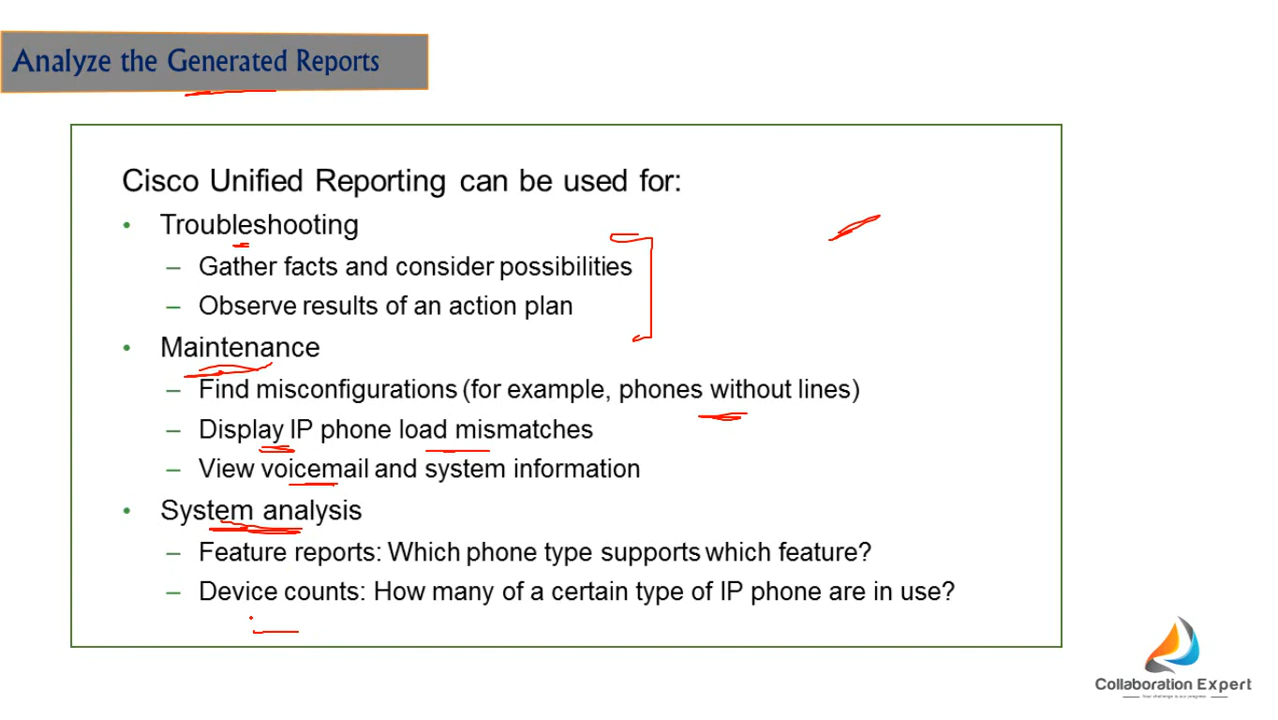 Analyze the Generated Reports
Cisco Unified Reporting can be used for:
• Troubleshooting
– Gather facts and consider possibilities
– Observe results of an action plan
• Maintenance
– Find misconfigurations (for example, phones without lines)
– Display IP phone load mismatches
– View voicemail and system information
• System analysis
– Feature reports: Which phone type supports which feature?
– Device counts: How many of a certain type of IP phone are in use?
Collaboration Expert